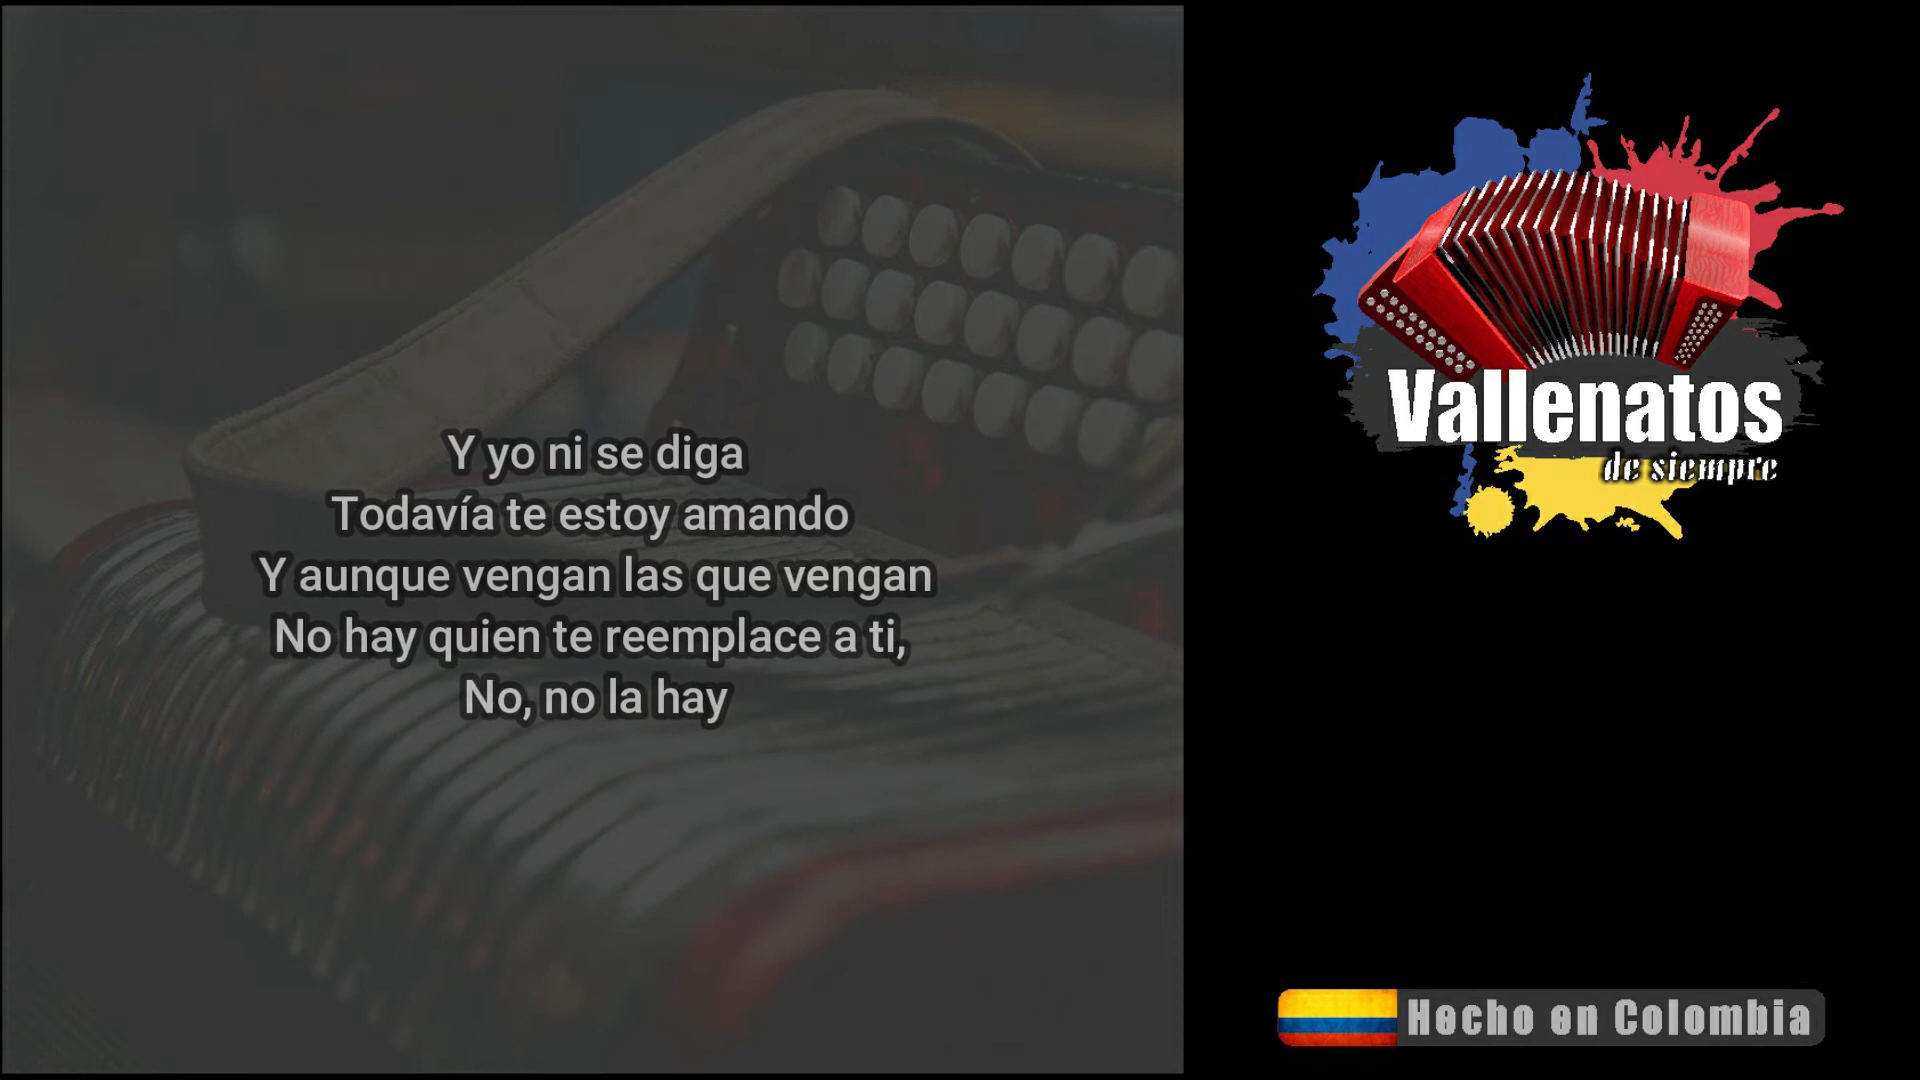 Y yo ni se diga
Todavía te estoy amando
Y aunque vengan las que vengan
No hay quien te reemplace a ti,
No, no la hay
Vallenatos
de siempre
Hecho en Colombia